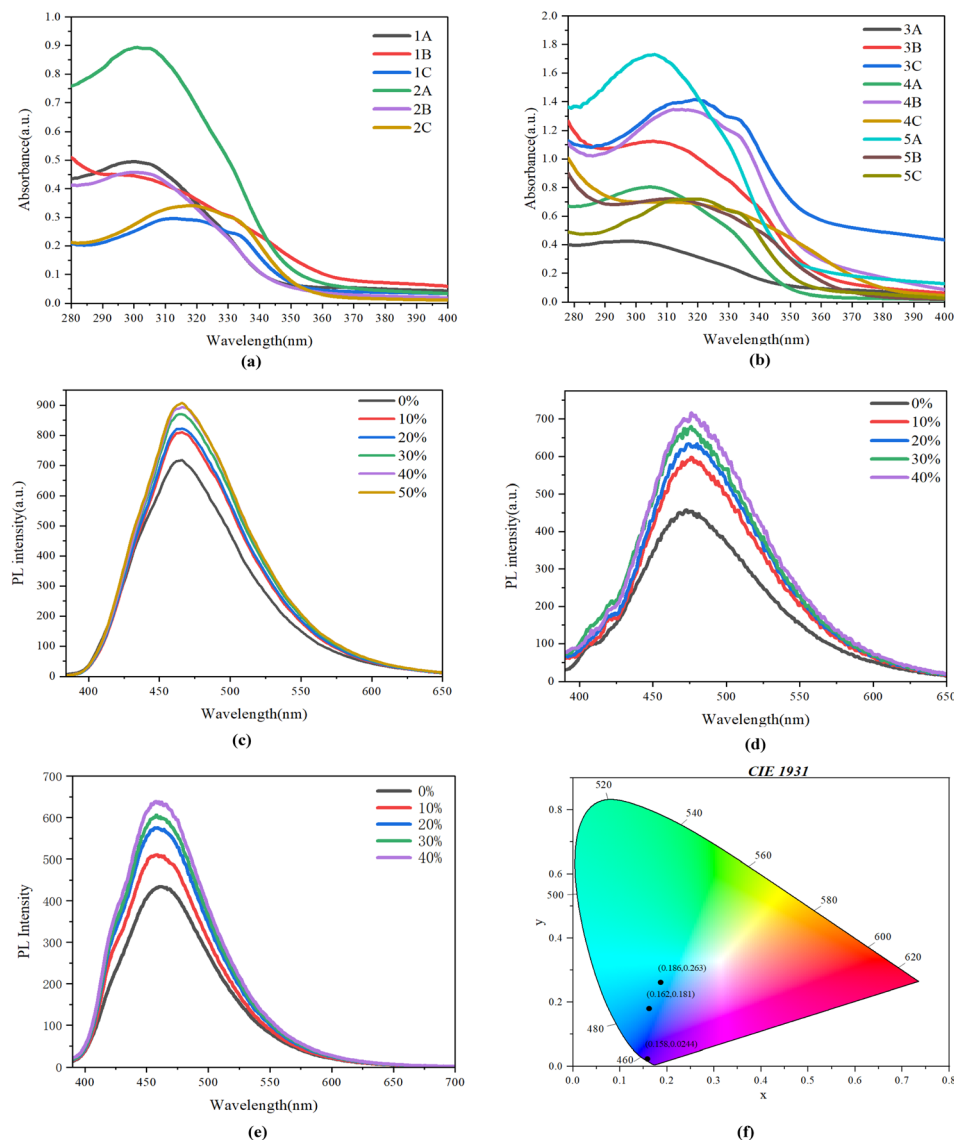 1.0
0.9
0.8
0.7
0.6
0.5
0.4
0.3
0.2
0.1
0.0
Absorbance(a.u.)
1A
1B
1C
2A
2B
2C
280 290 300 310 320 330 340 350 360 370 380 390 400
Wavelength(nm)
(a)
2.0
1.8
1.6
1.4
1.2
1.0
0.8
0.6
0.4
0.2
0.0
Absorbance(a.u.)
3A
3B
3C
4A
4B
4C
5A
5B
5C
280 290 300 310 320 330 340 350 360 370 380 390 400
Wavelength(nm)
(b)
900
800
700
600
500
400
300
200
100
0
PL intensity(a.u.)
0%
10%
20%
30%
40%
50%
400 450 500 550 600 650
Wavelength(nm)
(c)
700
600
500
400
300
200
100
0
PL intensity(a.u.)
0%
10%
20%
30%
40%
400 450 500 550 600 650
Wavelength(nm)
(d)
700
600
500
400
300
200
100
0
PL Intensity
0%
10%
20%
30%
40%
400 450 500 550 600 650 700
Wavelength(nm)
(e)
CIE 1931
0.8
0.6
0.4
0.2
0.0
y
520
540
560
580
600
620
500
480
460
(0.186,0.263)
(0.162,0.181)
(0.158,0.0244)
0.0 0.1 0.2 0.3 0.4 0.5 0.6 0.7 0.8
x
(f)